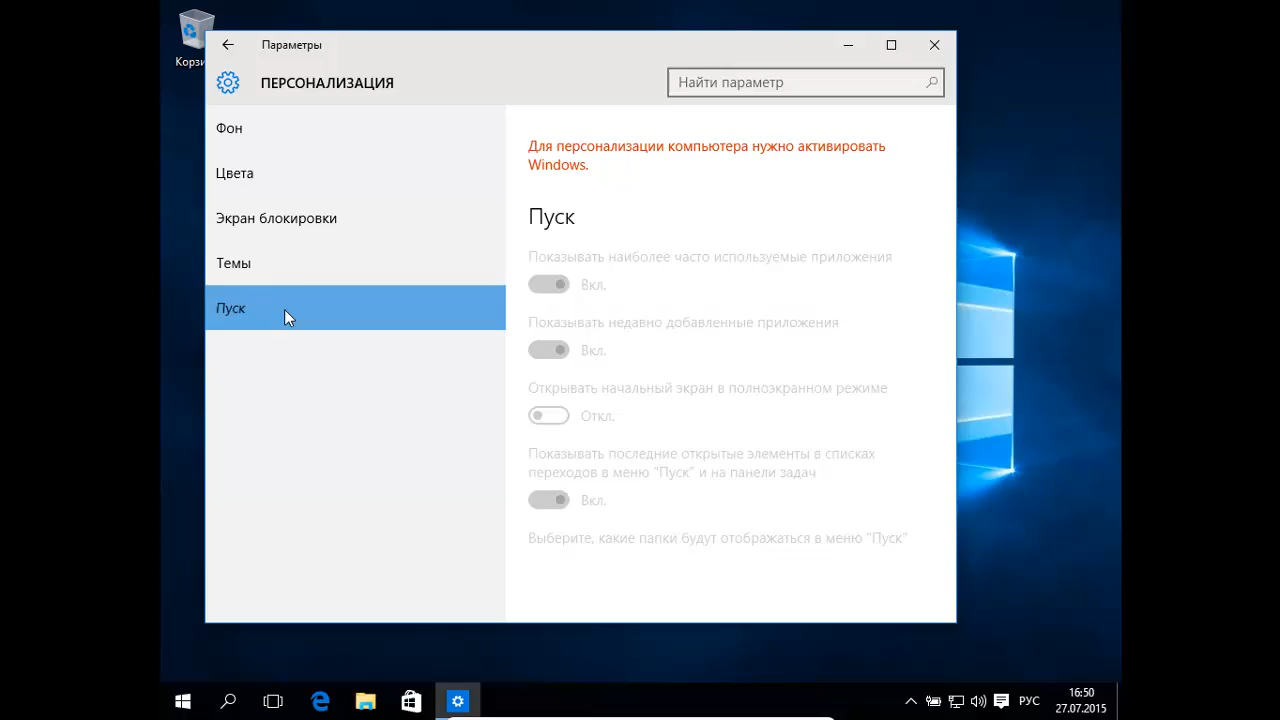 Корзи
Параметры
ПЕРСОНАЛИЗАЦИЯ
Найти параметр
Фон
Цвета
Экран блокировки
Темы
Пуск
Для персонализации компьютера нужно активировать
Windows.
Пуск
Показывать наиболее часто используемые приложения
Вкл.
Показывать недавно добавленные приложения
Вкл.
Открывать начальный экран в полноэкранном режиме
Откл.
Показывать последние открытые элементы в списках
переходов в меню "Пуск" и на панели задач
Вкл.
Выберите, какие папки будут отображаться в меню "Пуск"
РУС
16:50
27.07.2015